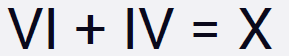 VI + IV = X